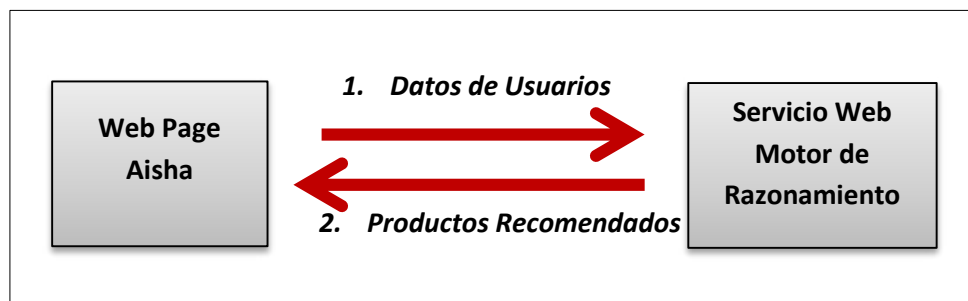 1. Datos de Usuarios
Web Page
Aisha
Servicio Web
Motor de
Razonamiento
2. Productos Recomendados